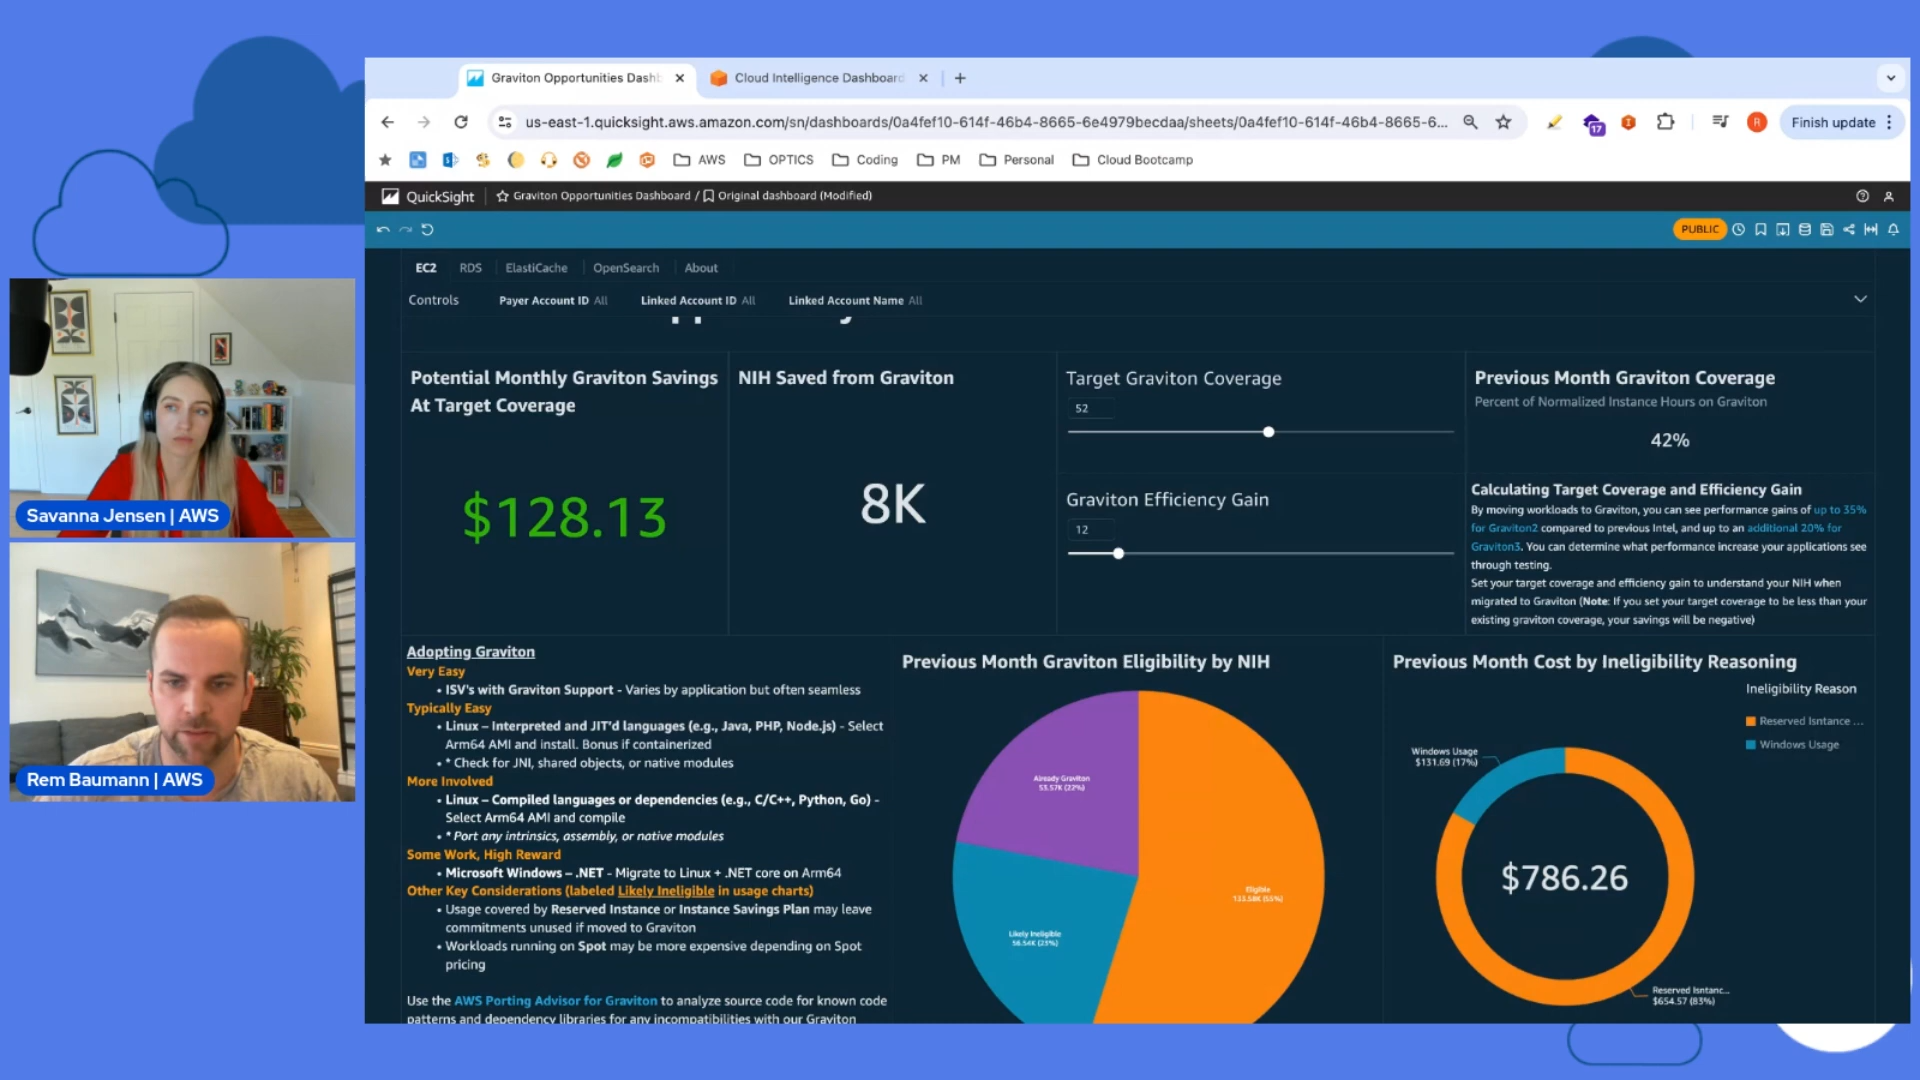 Graviton Opportunities Dashb
Cloud Intelligence Dashboard
us-east-1.quicksight.aws.amazon.com/sn/dashboards/0a4fef10-614f-46b4-8665-6e4979becdaa/sheets/0a4fef10-614f-46b4-8665-6...
17
R
Finish update
AWS
OPTICS
Coding
PM
Personal
Cloud Bootcamp
QuickSight
Graviton Opportunities Dashboard / Original dashboard (Modified)
PUBLIC
EC2 RDS ElastiCache OpenSearch About
Controls
Payer Account ID All
Linked Account ID All
Linked Account Name All
Potential Monthly Graviton Savings
At Target Coverage
$128.13
NIH Saved from Graviton
8K
Target Graviton Coverage
52
Graviton Efficiency Gain
12
Previous Month Graviton Coverage
Percent of Normalized Instance Hours on Graviton
42%
Calculating Target Coverage and Efficiency Gain
By moving workloads to Graviton, you can see performance gains of up to 35%
for Graviton2 compared to previous Intel, and up to an additional 20% for
Graviton3. You can determine what performance increase your applications see
through testing.
Set your target coverage and efficiency gain to understand your NIH when
migrated to Graviton (Note: If you set your target coverage to be less than your
existing graviton coverage, your savings will be negative)
Adopting Graviton
Very Easy
• ISV's with Graviton Support - Varies by application but often seamless
Typically Easy
• Linux – Interpreted and JIT'd languages (e.g., Java, PHP, Node.js) - Select
Arm64 AMI and install. Bonus if containerized
• * Check for JNI, shared objects, or native modules
More Involved
• Linux – Compiled languages or dependencies (e.g., C/C++, Python, Go) -
Select Arm64 AMI and compile
• * Port any intrinsics, assembly, or native modules
Some Work, High Reward
• Microsoft Windows – .NET - Migrate to Linux + .NET core on Arm64
Other Key Considerations (labeled Likely Ineligible in usage charts)
• Usage covered by Reserved Instance or Instance Savings Plan may leave
commitments unused if moved to Graviton
• Workloads running on Spot may be more expensive depending on Spot
pricing
Use the AWS Porting Advisor for Graviton to analyze source code for known code
patterns and dependency libraries for any incompatibilities with our Graviton
Previous Month Graviton Eligibility by NIH
Already Graviton
53.57K (22%)
Eligible
133.58K (55%)
Likely Ineligible
56.54K (23%)
Previous Month Cost by Ineligibility Reasoning
Ineligibility Reason
Reserved Isntance ...
Windows Usage
Windows Usage
$131.69 (17%)
$786.26
Reserved Isntanc...
$654.57 (83%)
Savanna Jensen | AWS
Rem Baumann | AWS